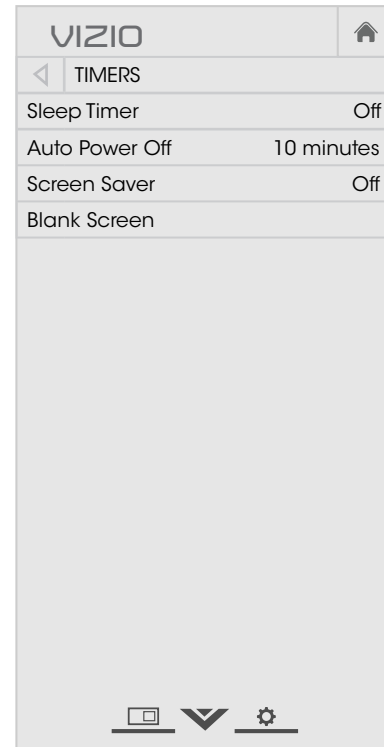 VIZIO
TIMERS
Sleep Timer Off
Auto Power Off 10 minutes
Screen Saver Off
Blank Screen